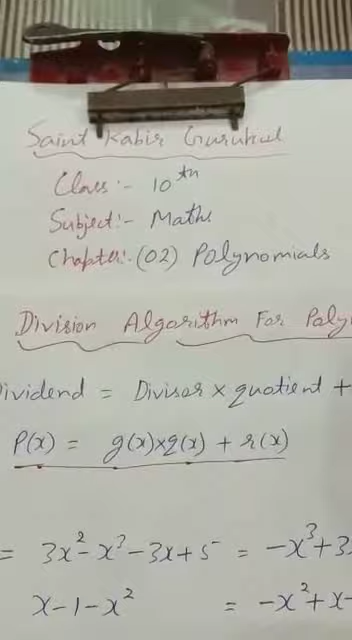 Saint Kabir Gurukul
Class:- 10th
Subject:- Maths
Chapter:-(02) Polynomials
Division Algorithm For Poly
Dividend = Divisor × quotient +
P(x) = g(x)×q(x) + r(x)
= 3x² - x³ - 3x + 5 = -x³ + 3
x - 1 - x² = -x² + x -